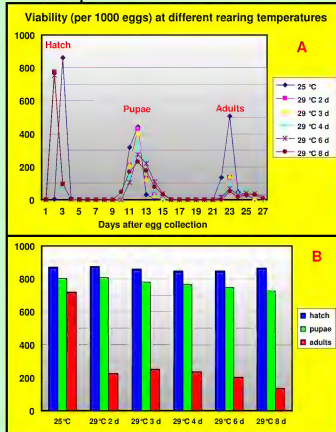 Viability (per 1000 eggs) at different rearing temperatures
1000
800
600
400
200
0
Hatch
Pupae
Adults
A
25 ℃
29 ℃ 2 d
29 ℃ 3 d
29 ℃ 4 d
29 ℃ 6 d
29 ℃ 8 d
1 3 5 7 9 11 13 15 17 19 21 23 25 27
Days after egg collection
B
1000
800
600
400
200
0
hatch
pupae
adults
25 ℃ 29 ℃ 2 d 29 ℃ 3 d 29 ℃ 4 d 29 ℃ 6 d 29 ℃ 8 d